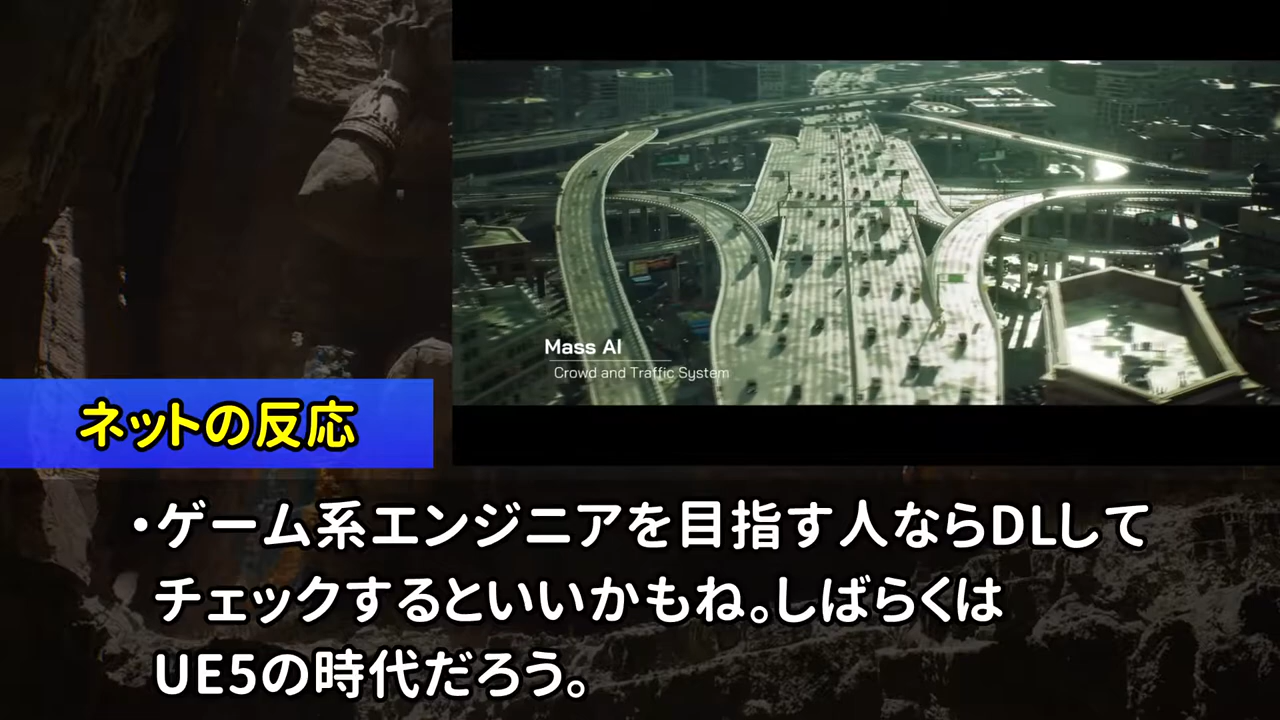 Mass AI
Crowd and Traffic System
ネットの反応
・ゲーム系エンジニアを目指す人ならDLして
チェックするといいかもね。しばらくは
UE5の時代だろう。